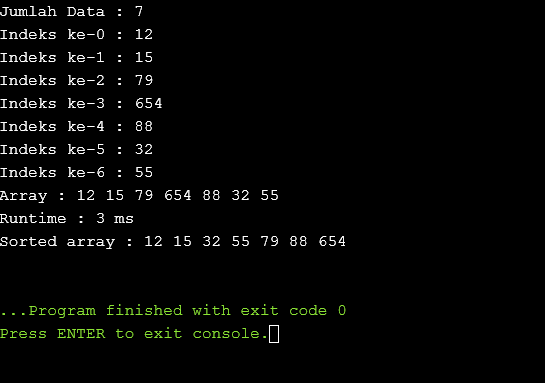 Jumlah Data : 7
Indeks ke-0 : 12
Indeks ke-1 : 15
Indeks ke-2 : 79
Indeks ke-3 : 654
Indeks ke-4 : 88
Indeks ke-5 : 32
Indeks ke-6 : 55
Array : 12 15 79 654 88 32 55
Runtime : 3 ms
Sorted array : 12 15 32 55 79 88 654
...Program finished with exit code 0
Press ENTER to exit console.